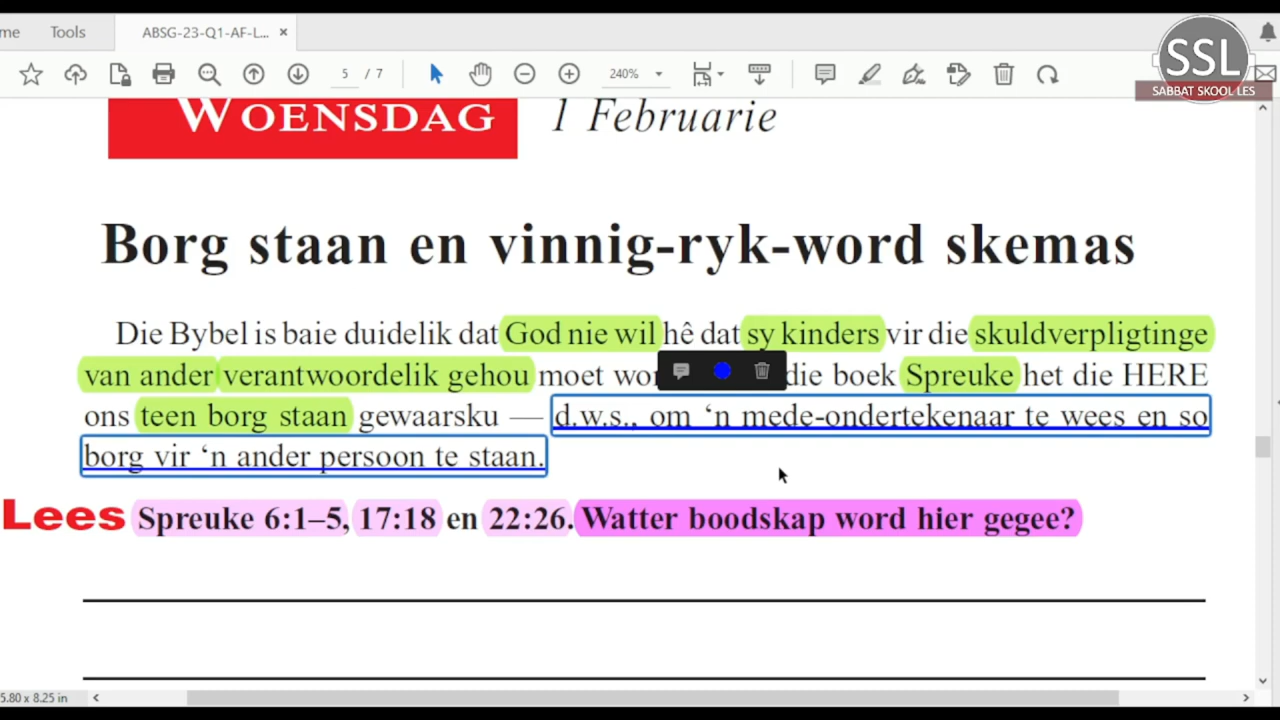 me Tools ABSG-23-Q1-AF-L... ×
SSL
SABBAT SKOOL LES
5 / 7 240%
WOENSDAG 1 Februarie
Borg staan en vinnig-ryk-word skemas
Die Bybel is baie duidelik dat God nie wil hê dat sy kinders vir die skuldverpligtinge
van ander verantwoordelik gehou moet die boek Spreuke het die HERE
ons teen borg staan gewaarsku — d.w.s., om ‘n mede-ondertekenaar te wees en so
borg vir ‘n ander persoon te staan.
Lees Spreuke 6:1–5, 17:18 en 22:26. Watter boodskap word hier gegee?
5.80 x 8.25 in